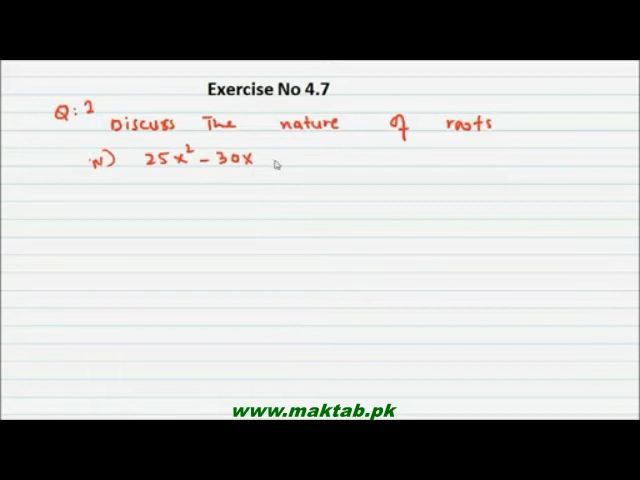 Exercise No 4.7
Q: 2 Discuss The nature of roots
iv) 25x² - 30x
www.maktab.pk